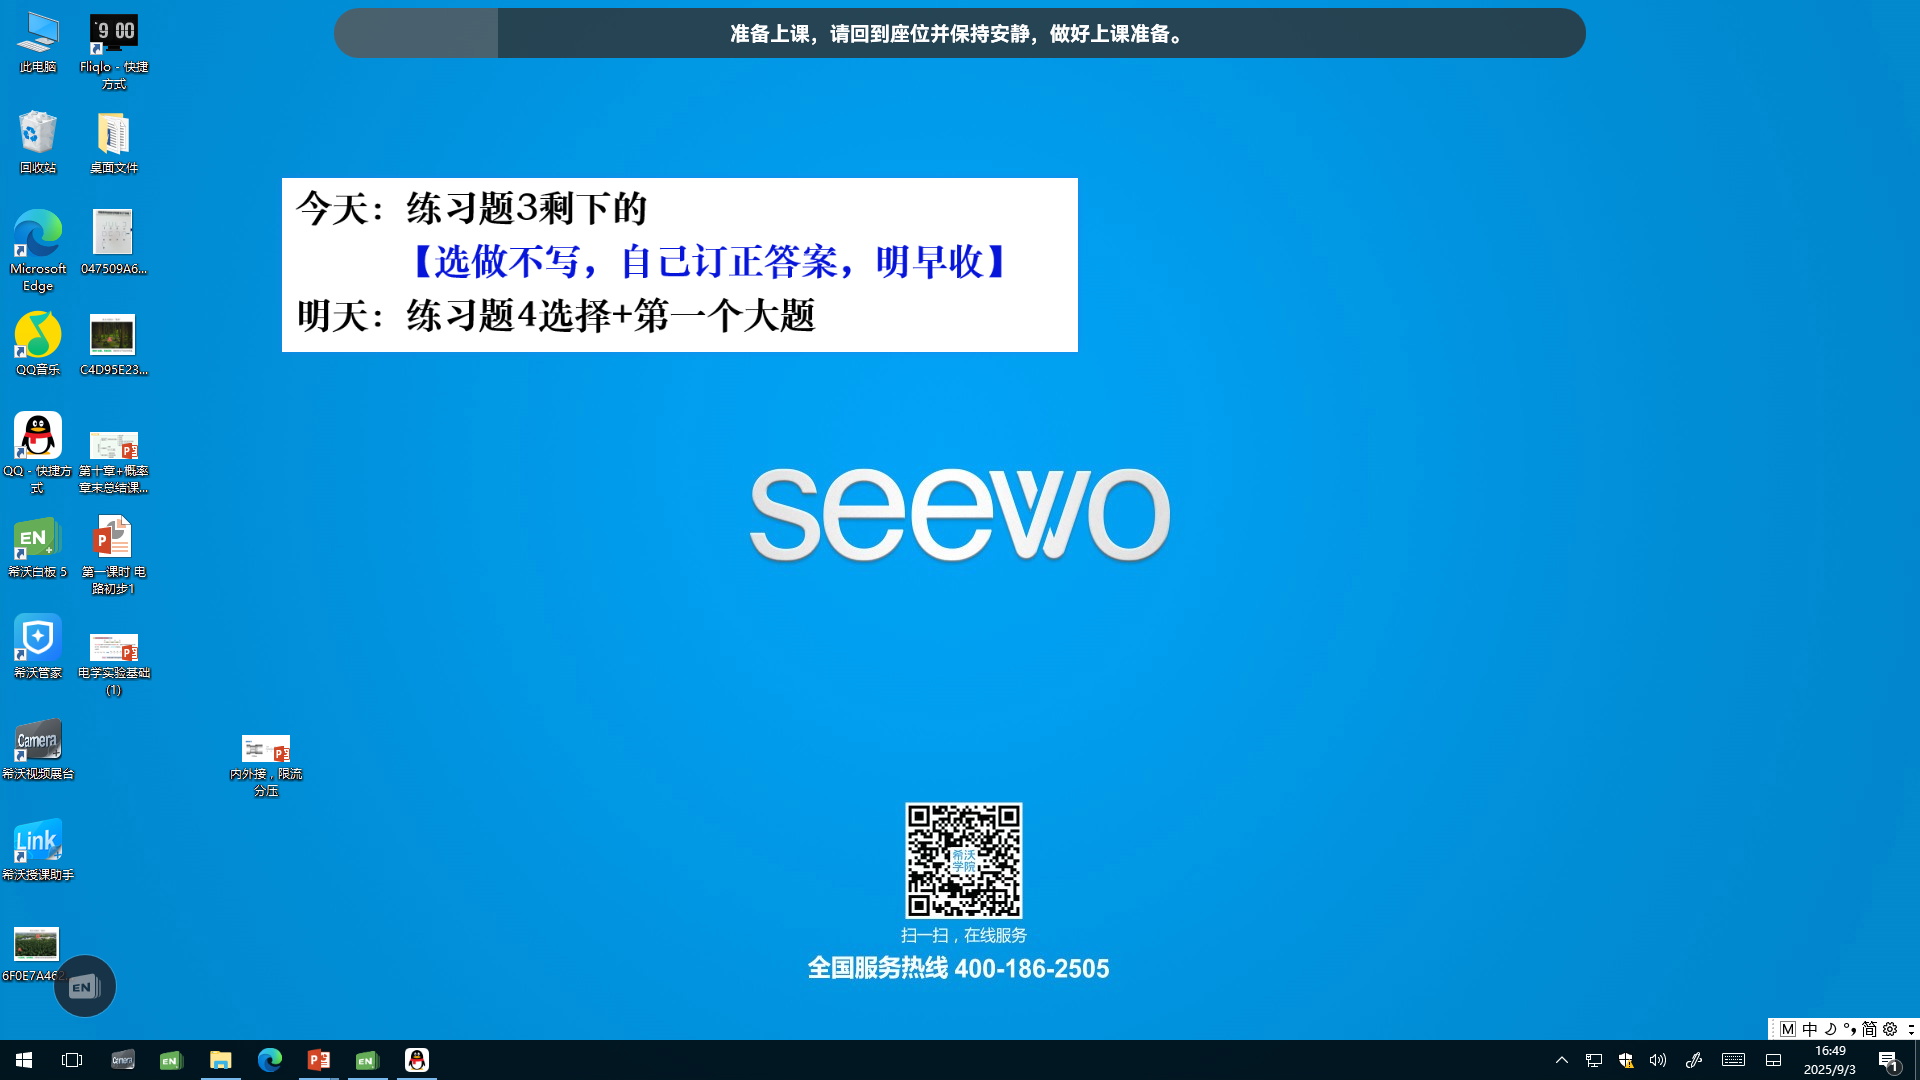 准备上课，请回到座位并保持安静，做好上课准备。
此电脑
Fliqlo - 快捷方式
回收站
桌面文件
Microsoft Edge
047509A6...
QQ音乐
C4D95E23...
QQ - 快捷方式
第十章+概率 章末总结课...
EN
希沃白板 5
第一课时 电路初步1
希沃管家
电学实验基础 (1)
Camera
希沃视频展台
内外接，限流分压
Link
希沃授课助手
6F0E7A462
EN
今天：练习题3剩下的
【选做不写，自己订正答案，明早收】
明天：练习题4选择+第一个大题
seewo
希沃
学院
扫一扫，在线服务
全国服务热线 400-186-2505
M 中 简
16:49
2025/9/3
1